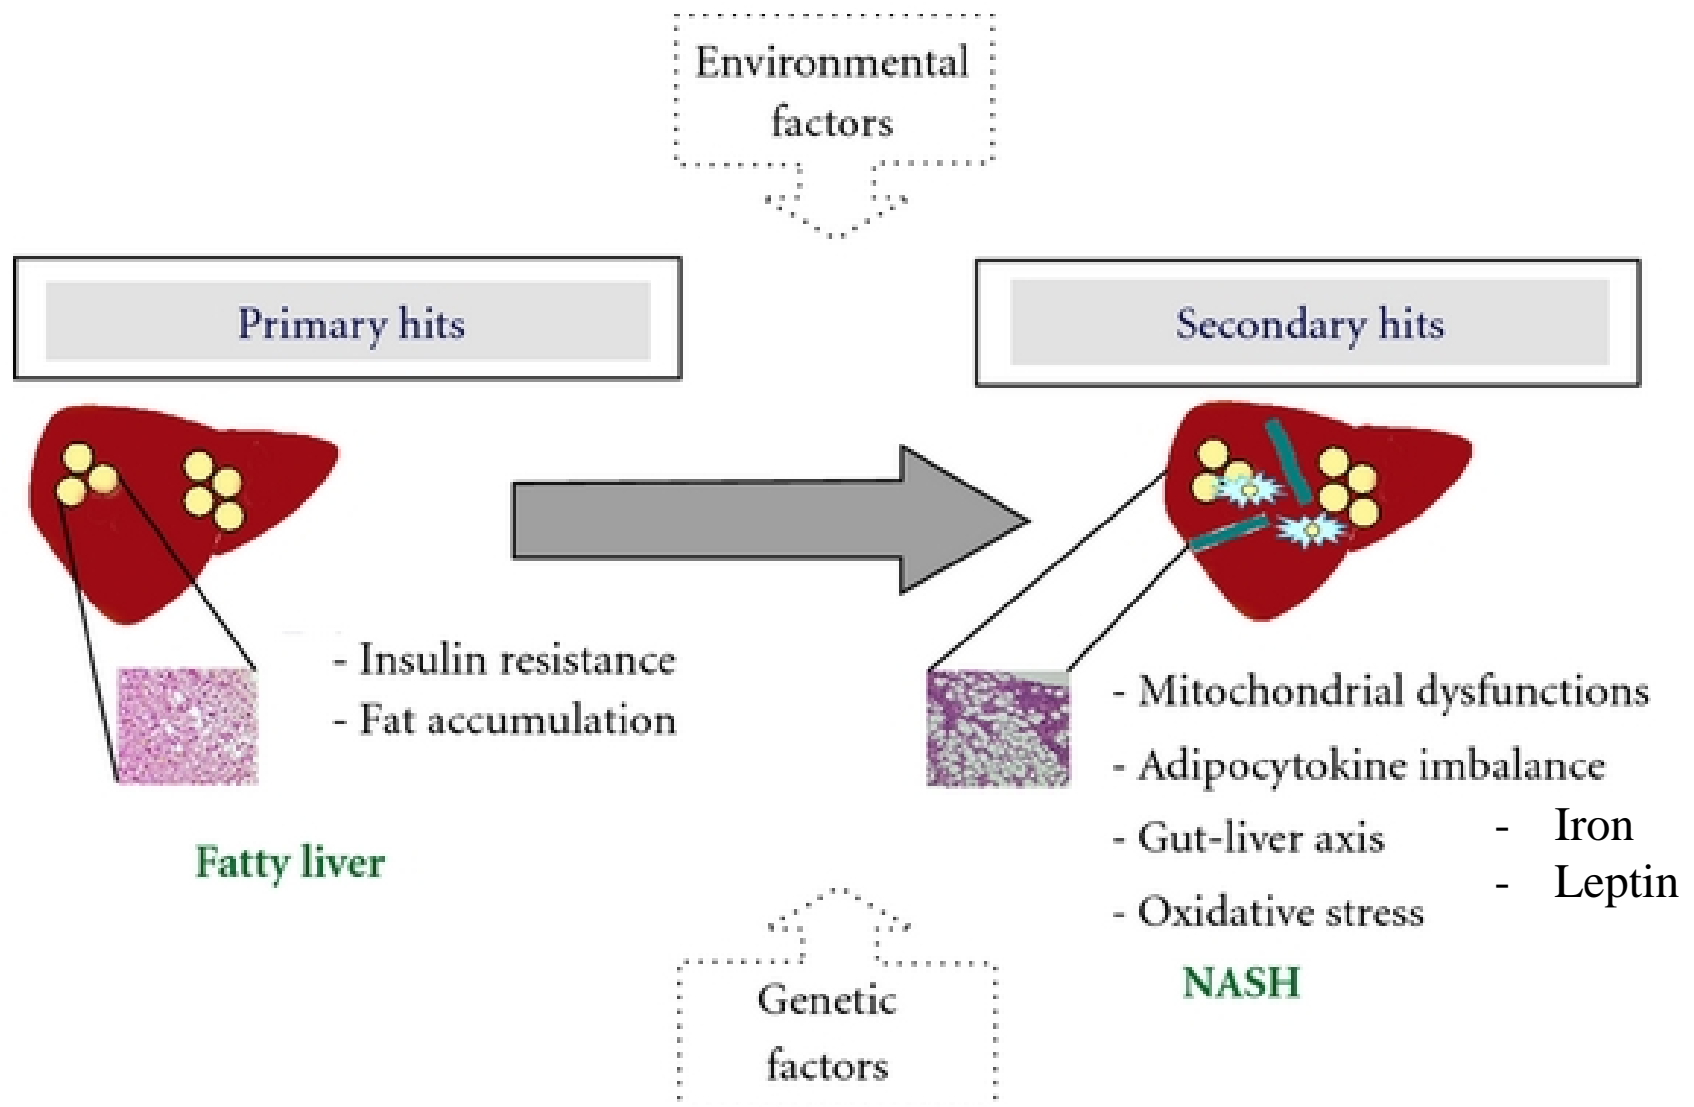 Environmental
factors
Primary hits
Secondary hits
- Insulin resistance
- Fat accumulation
Fatty liver
- Mitochondrial dysfunctions
- Adipocytokine imbalance
- Gut-liver axis
- Oxidative stress
- Iron
- Leptin
NASH
Genetic
factors